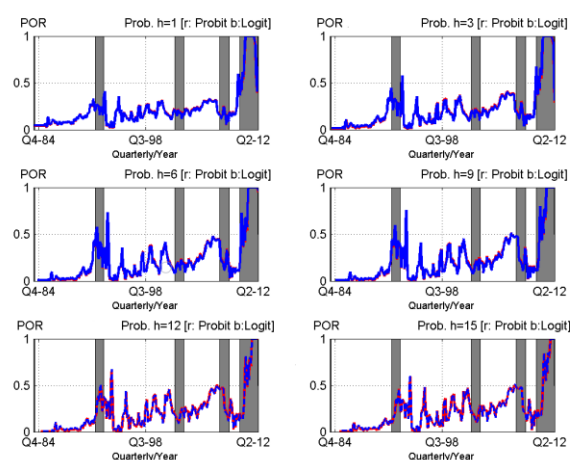 POR Prob. h=1 [r: Probit b:Logit]
1
0.5
0
Q4-84 Q3-98 Q2-12
Quarterly/Year
POR Prob. h=3 [r: Probit b:Logit]
1
0.5
0
Q4-84 Q3-98 Q2-12
Quarterly/Year
POR Prob. h=6 [r: Probit b:Logit]
1
0.5
0
Q4-84 Q3-98 Q2-12
Quarterly/Year
POR Prob. h=9 [r: Probit b:Logit]
1
0.5
0
Q4-84 Q3-98 Q2-12
Quarterly/Year
POR Prob. h=12 [r: Probit b:Logit]
1
0.5
0
Q4-84 Q3-98 Q2-12
Quarterly/Year
POR Prob. h=15 [r: Probit b:Logit]
1
0.5
0
Q4-84 Q3-98 Q2-12
Quarterly/Year